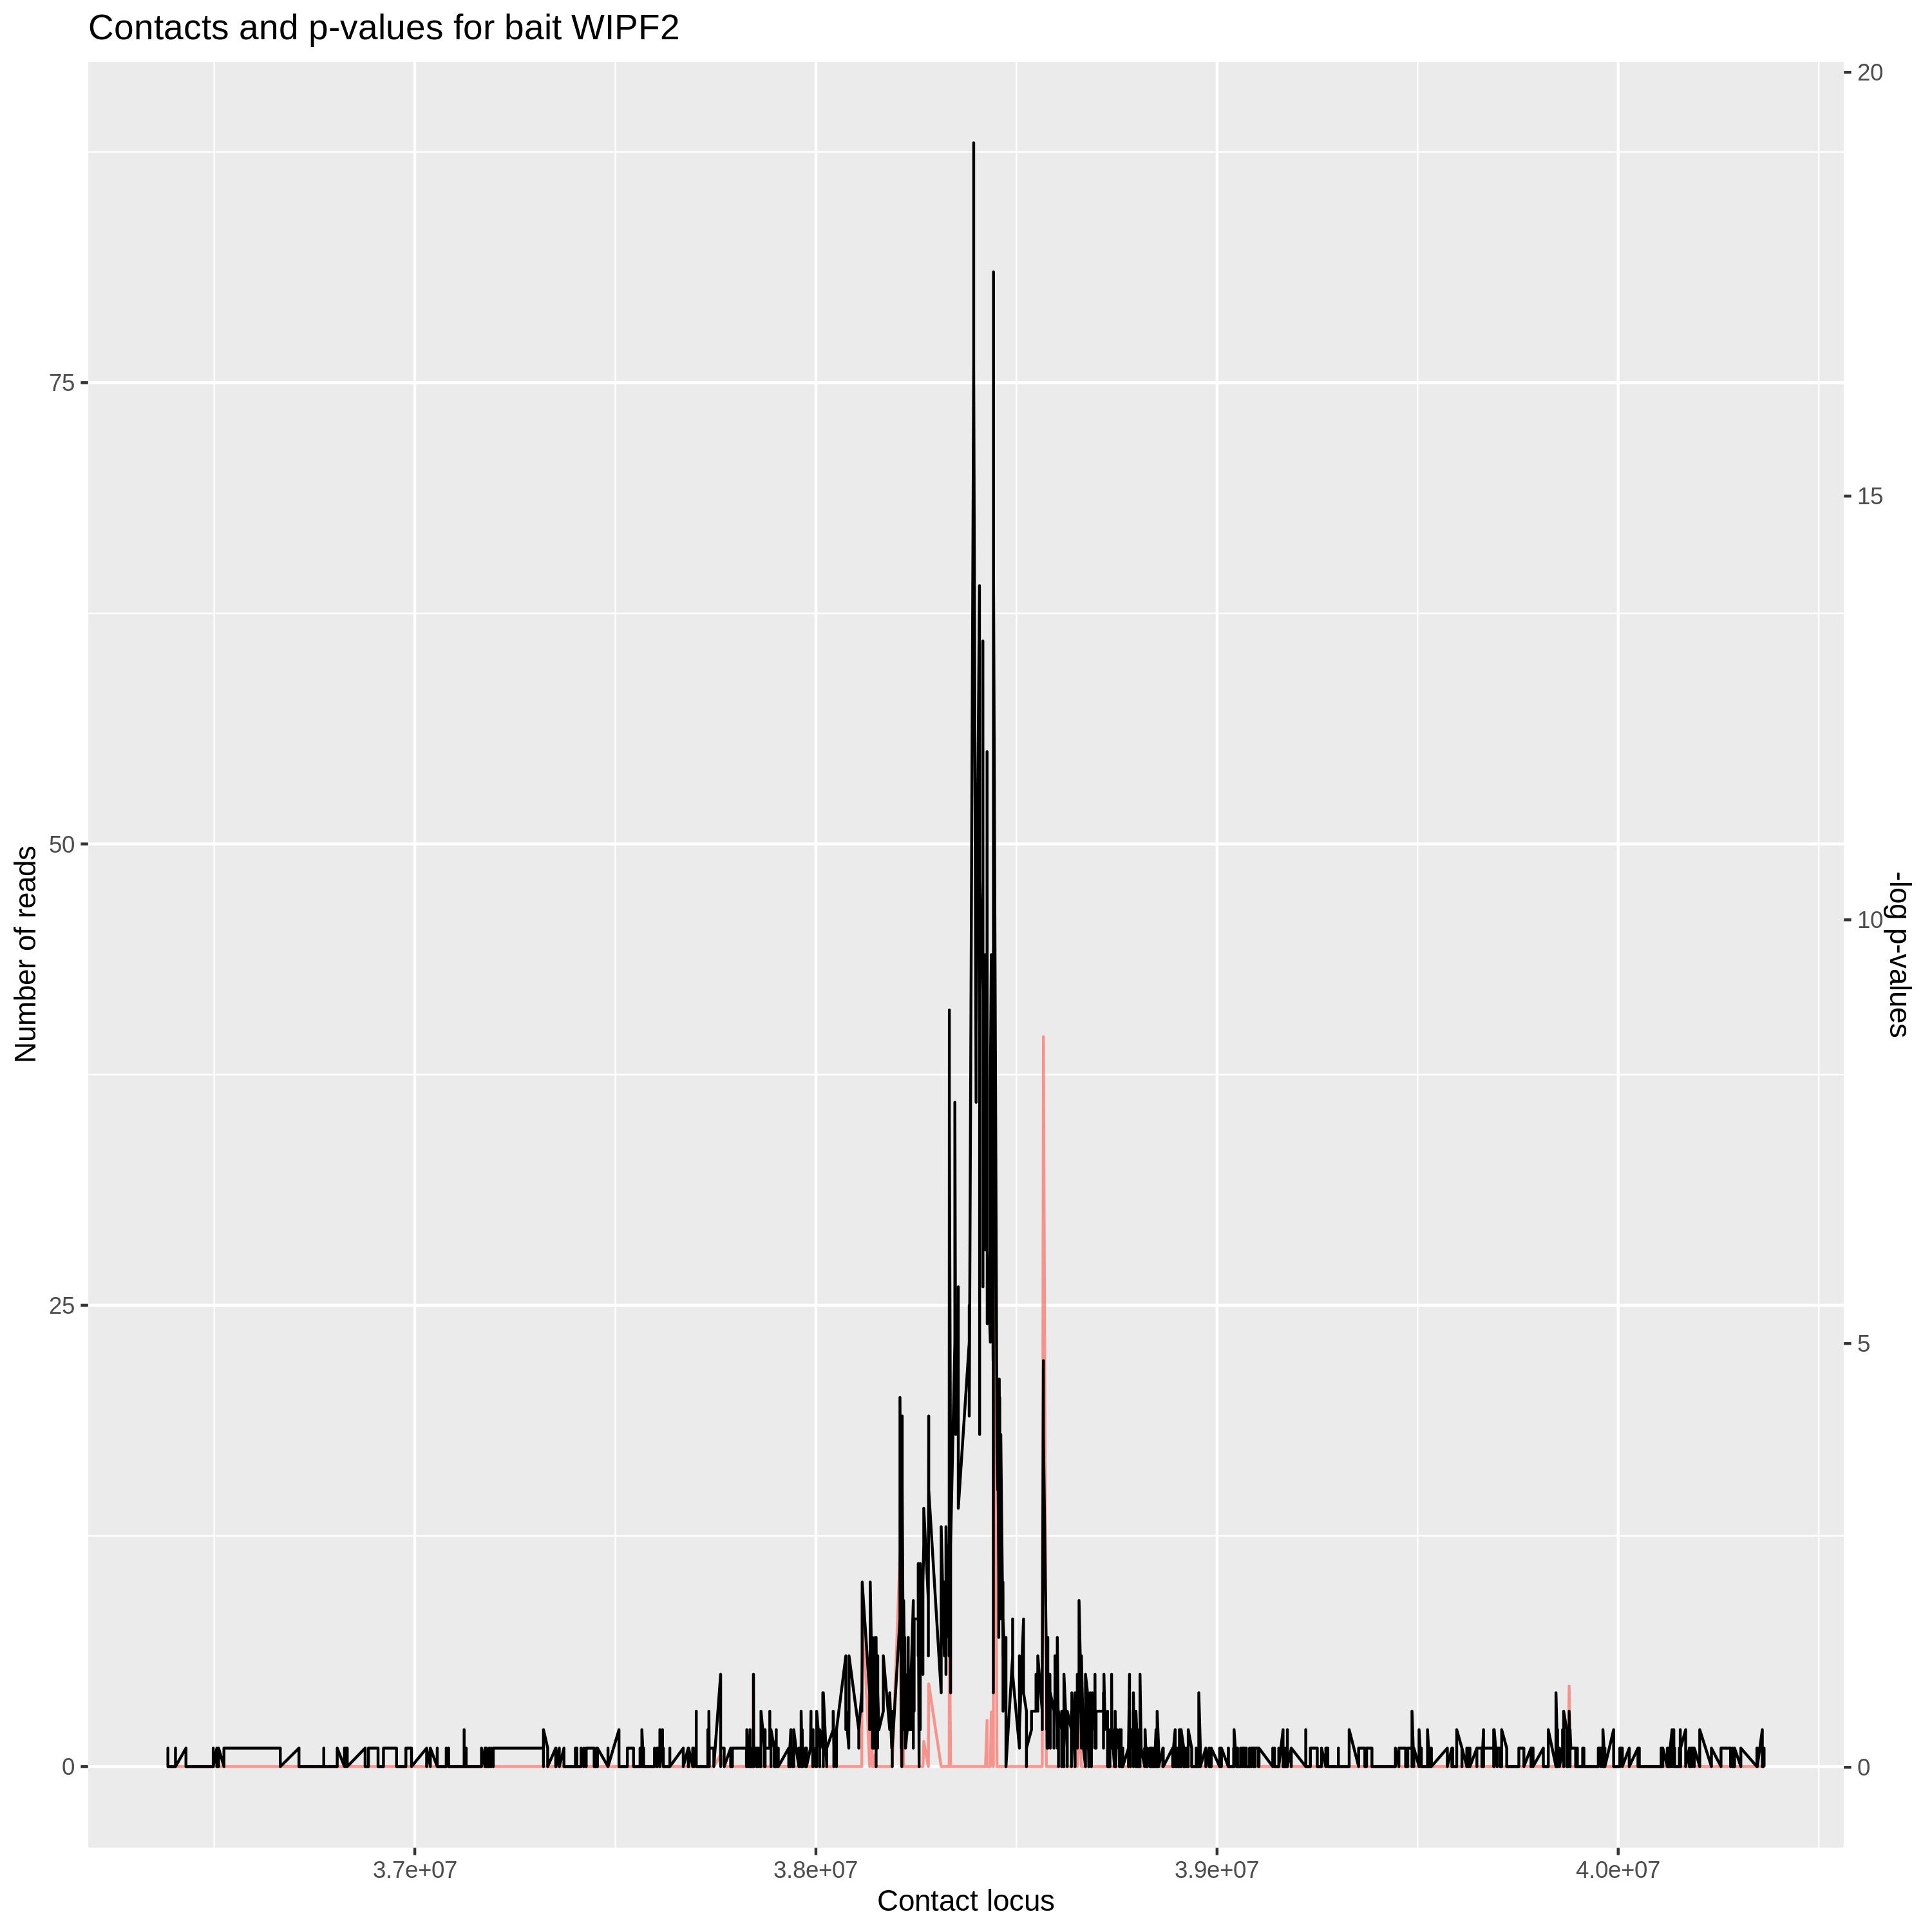 Contacts and p-values for bait WIPF2
20
75
15
50
10
25
5
0
0
Number of reads
-log p-values
3.7e+07
3.8e+07
3.9e+07
4.0e+07
Contact locus